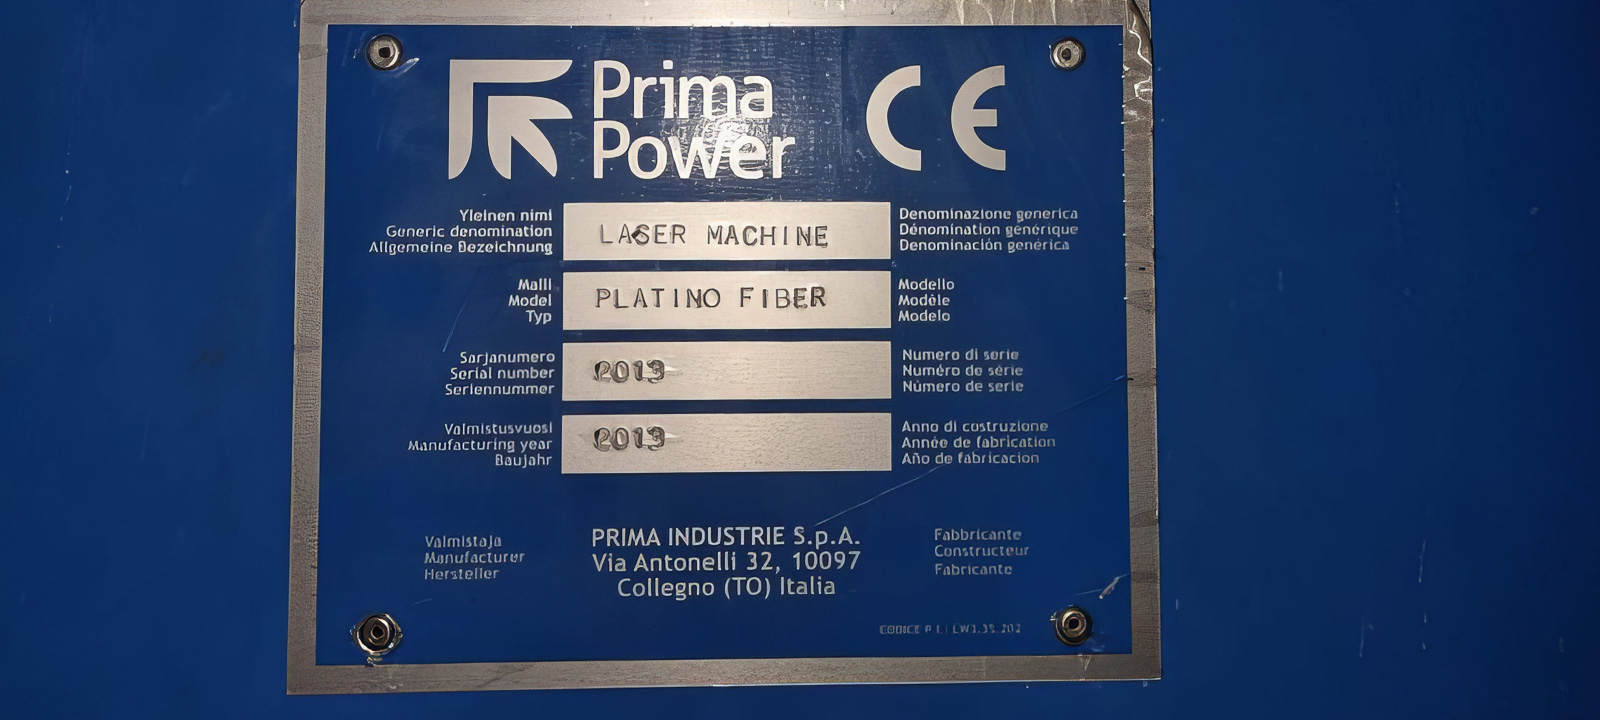 Prima
Power
CE
Yleinen nimi
Generic denomination
Allgemeine Bezeichnung
LASER MACHINE
Denominazione generica
Dénomination générique
Denominación genérica
Malli
Model
Typ
PLATINO FIBER
Modello
Modèle
Modelo
Sarjanumero
Serial number
Seriennummer
2013
Numero di serie
Numéro de série
Número de serie
Valmistusvuosi
Manufacturing year
Baujahr
2013
Anno di costruzione
Année de fabrication
Año de fabricacion
Valmistaja
Manufacturer
Hersteller
PRIMA INDUSTRIE S.p.A.
Via Antonelli 32, 10097
Collegno (TO) Italia
Fabbricante
Constructeur
Fabricante
CODICE